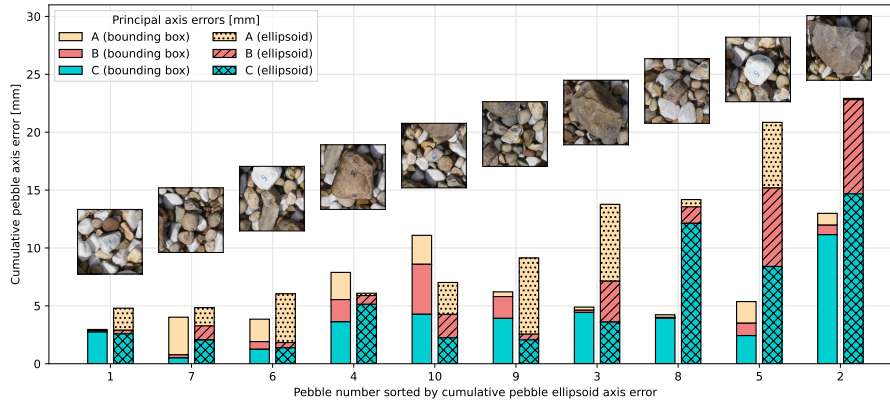 Principal axis errors [mm]
A (bounding box) A (ellipsoid)
B (bounding box) B (ellipsoid)
C (bounding box) C (ellipsoid)
Cumulative pebble axis error [mm]
30
25
20
15
10
5
0
1 7 6 4 10 9 3 8 5 2
Pebble number sorted by cumulative pebble ellipsoid axis error